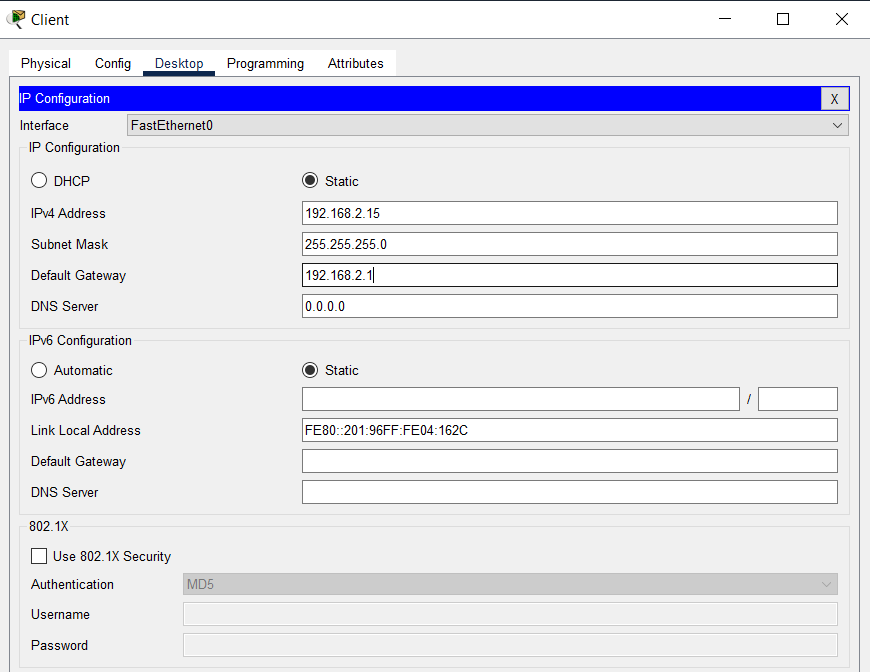 Client
Physical Config Desktop Programming Attributes
IP Configuration X
Interface FastEthernet0
IP Configuration
DHCP Static
IPv4 Address 192.168.2.15
Subnet Mask 255.255.255.0
Default Gateway 192.168.2.1
DNS Server 0.0.0.0
IPv6 Configuration
Automatic Static
IPv6 Address /
Link Local Address FE80::201:96FF:FE04:162C
Default Gateway
DNS Server
802.1X
Use 802.1X Security
Authentication MD5
Username
Password